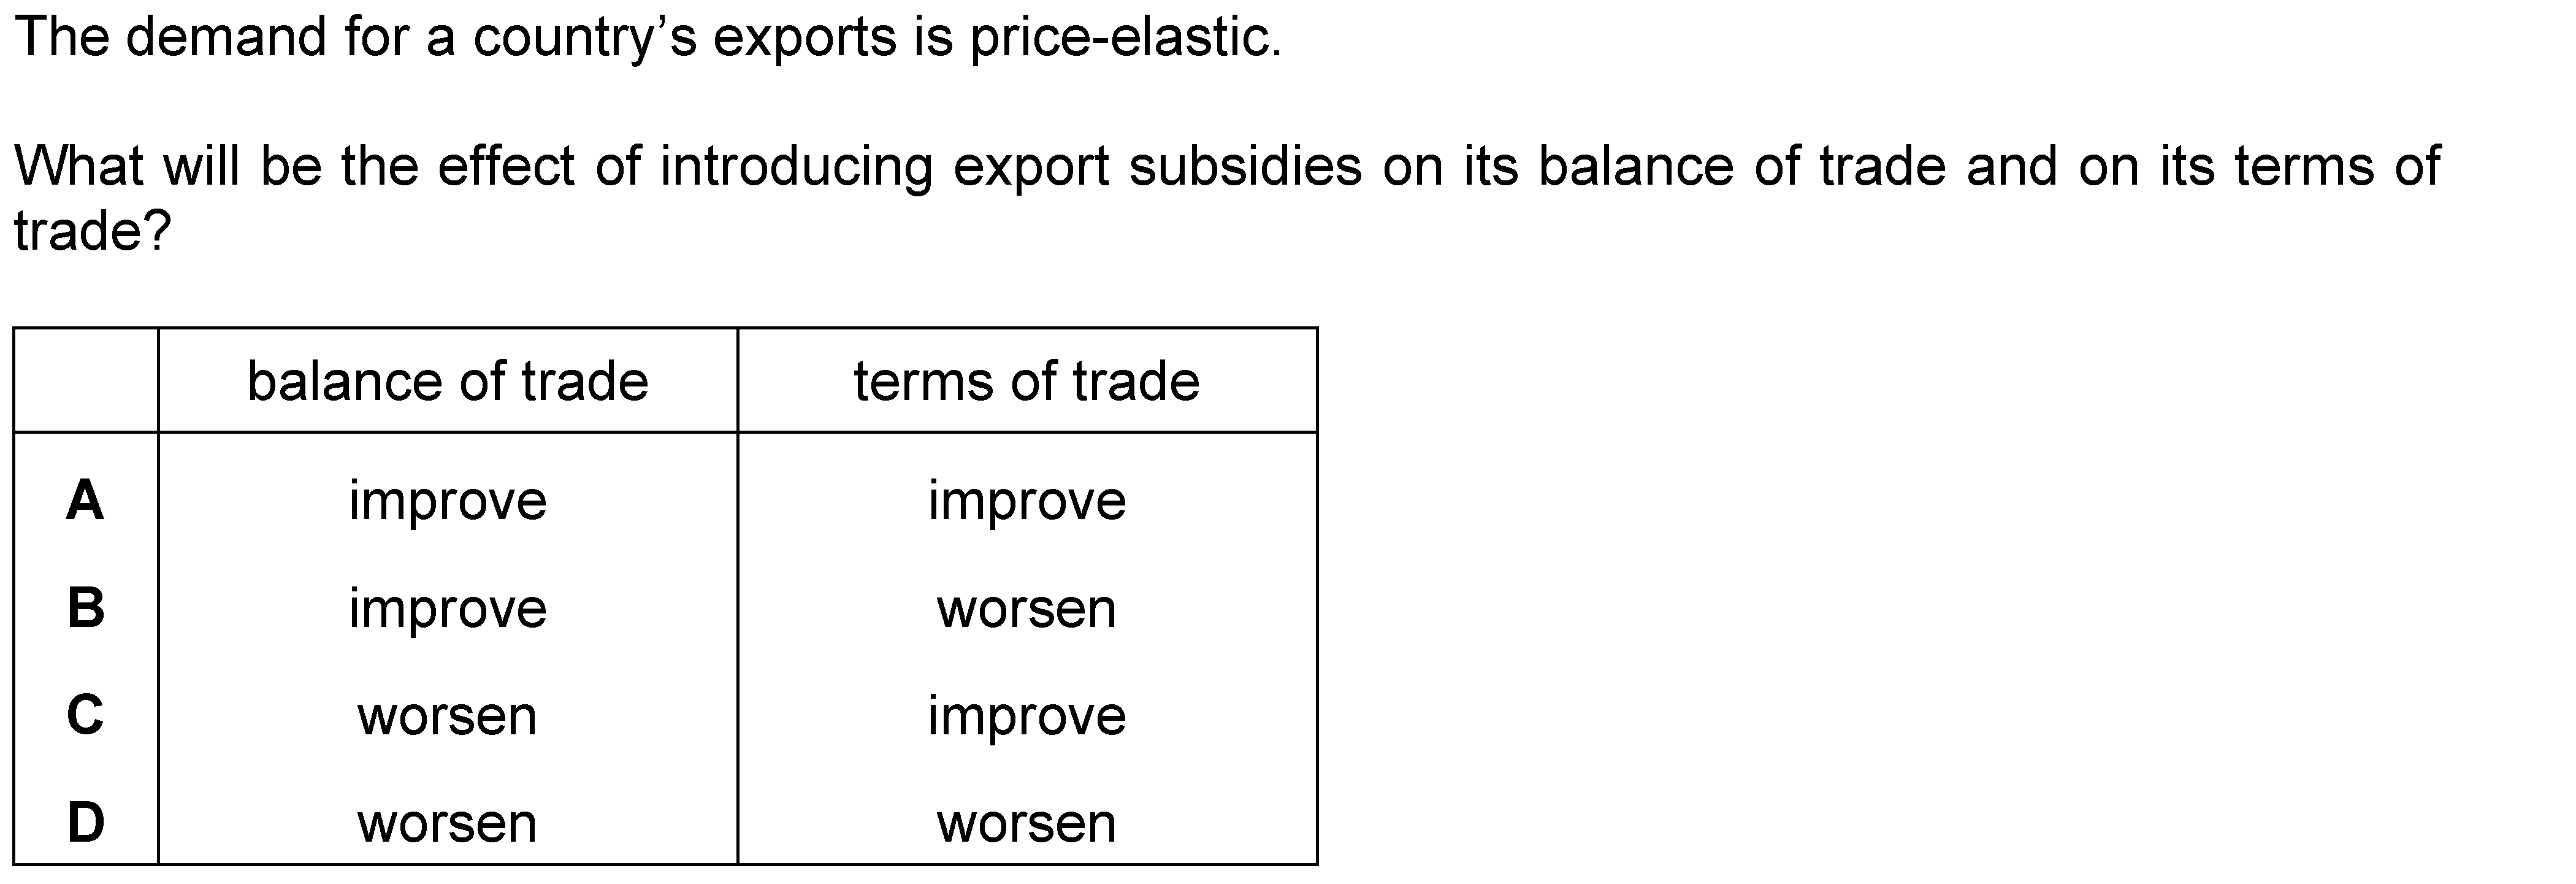 The demand for a country’s exports is price-elastic.
What will be the effect of introducing export subsidies on its balance of trade and on its terms of
trade?
balance of trade terms of trade
A improve improve
B improve worsen
C worsen improve
D worsen worsen